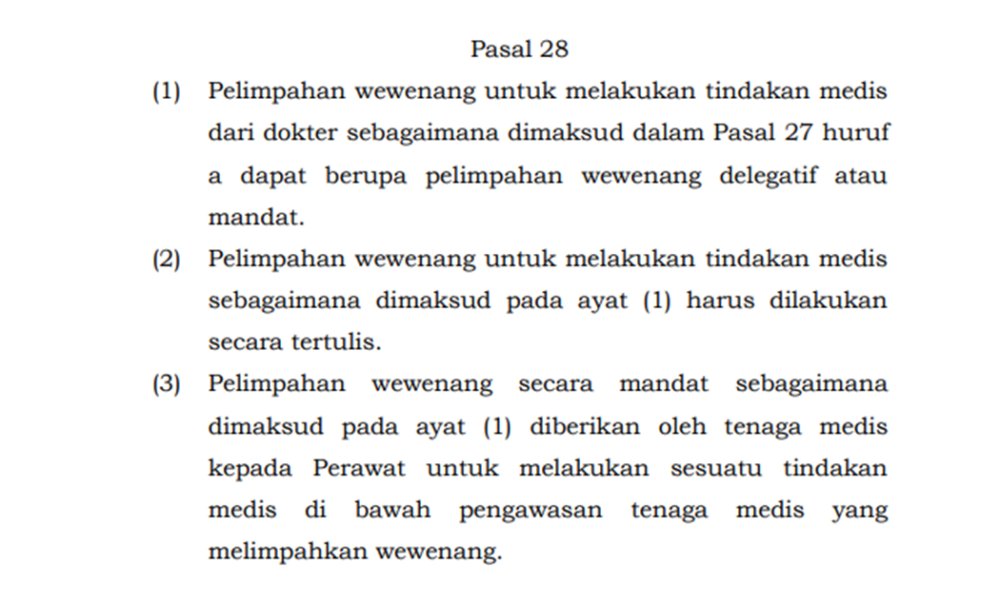 Pasal 28
(1) Pelimpahan wewenang untuk melakukan tindakan medis
dari dokter sebagaimana dimaksud dalam Pasal 27 huruf
a dapat berupa pelimpahan wewenang delegatif atau
mandat.
(2) Pelimpahan wewenang untuk melakukan tindakan medis
sebagaimana dimaksud pada ayat (1) harus dilakukan
secara tertulis.
(3) Pelimpahan wewenang secara mandat sebagaimana
dimaksud pada ayat (1) diberikan oleh tenaga medis
kepada Perawat untuk melakukan sesuatu tindakan
medis di bawah pengawasan tenaga medis yang
melimpahkan wewenang.